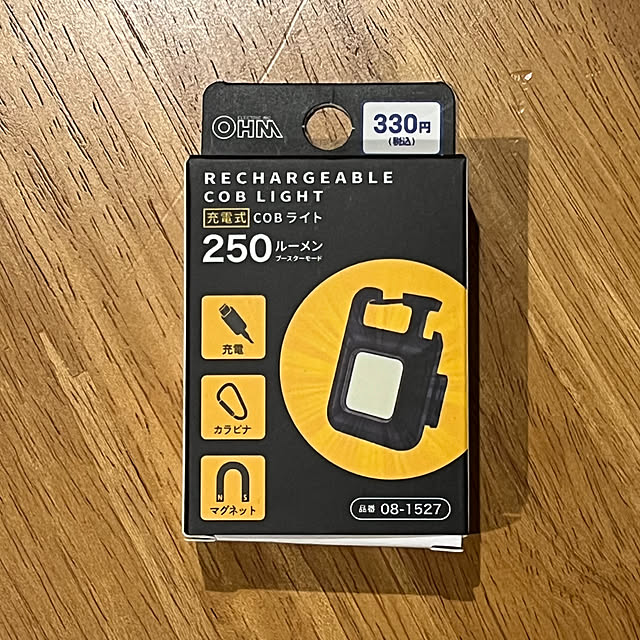 ELECTRIC INC.
OHM
330円
(税込)
RECHARGEABLE
COB LIGHT
充電式 COBライト
250ルーメン
ブースターモード
充電
カラビナ
N S
マグネット
品番 08-1527